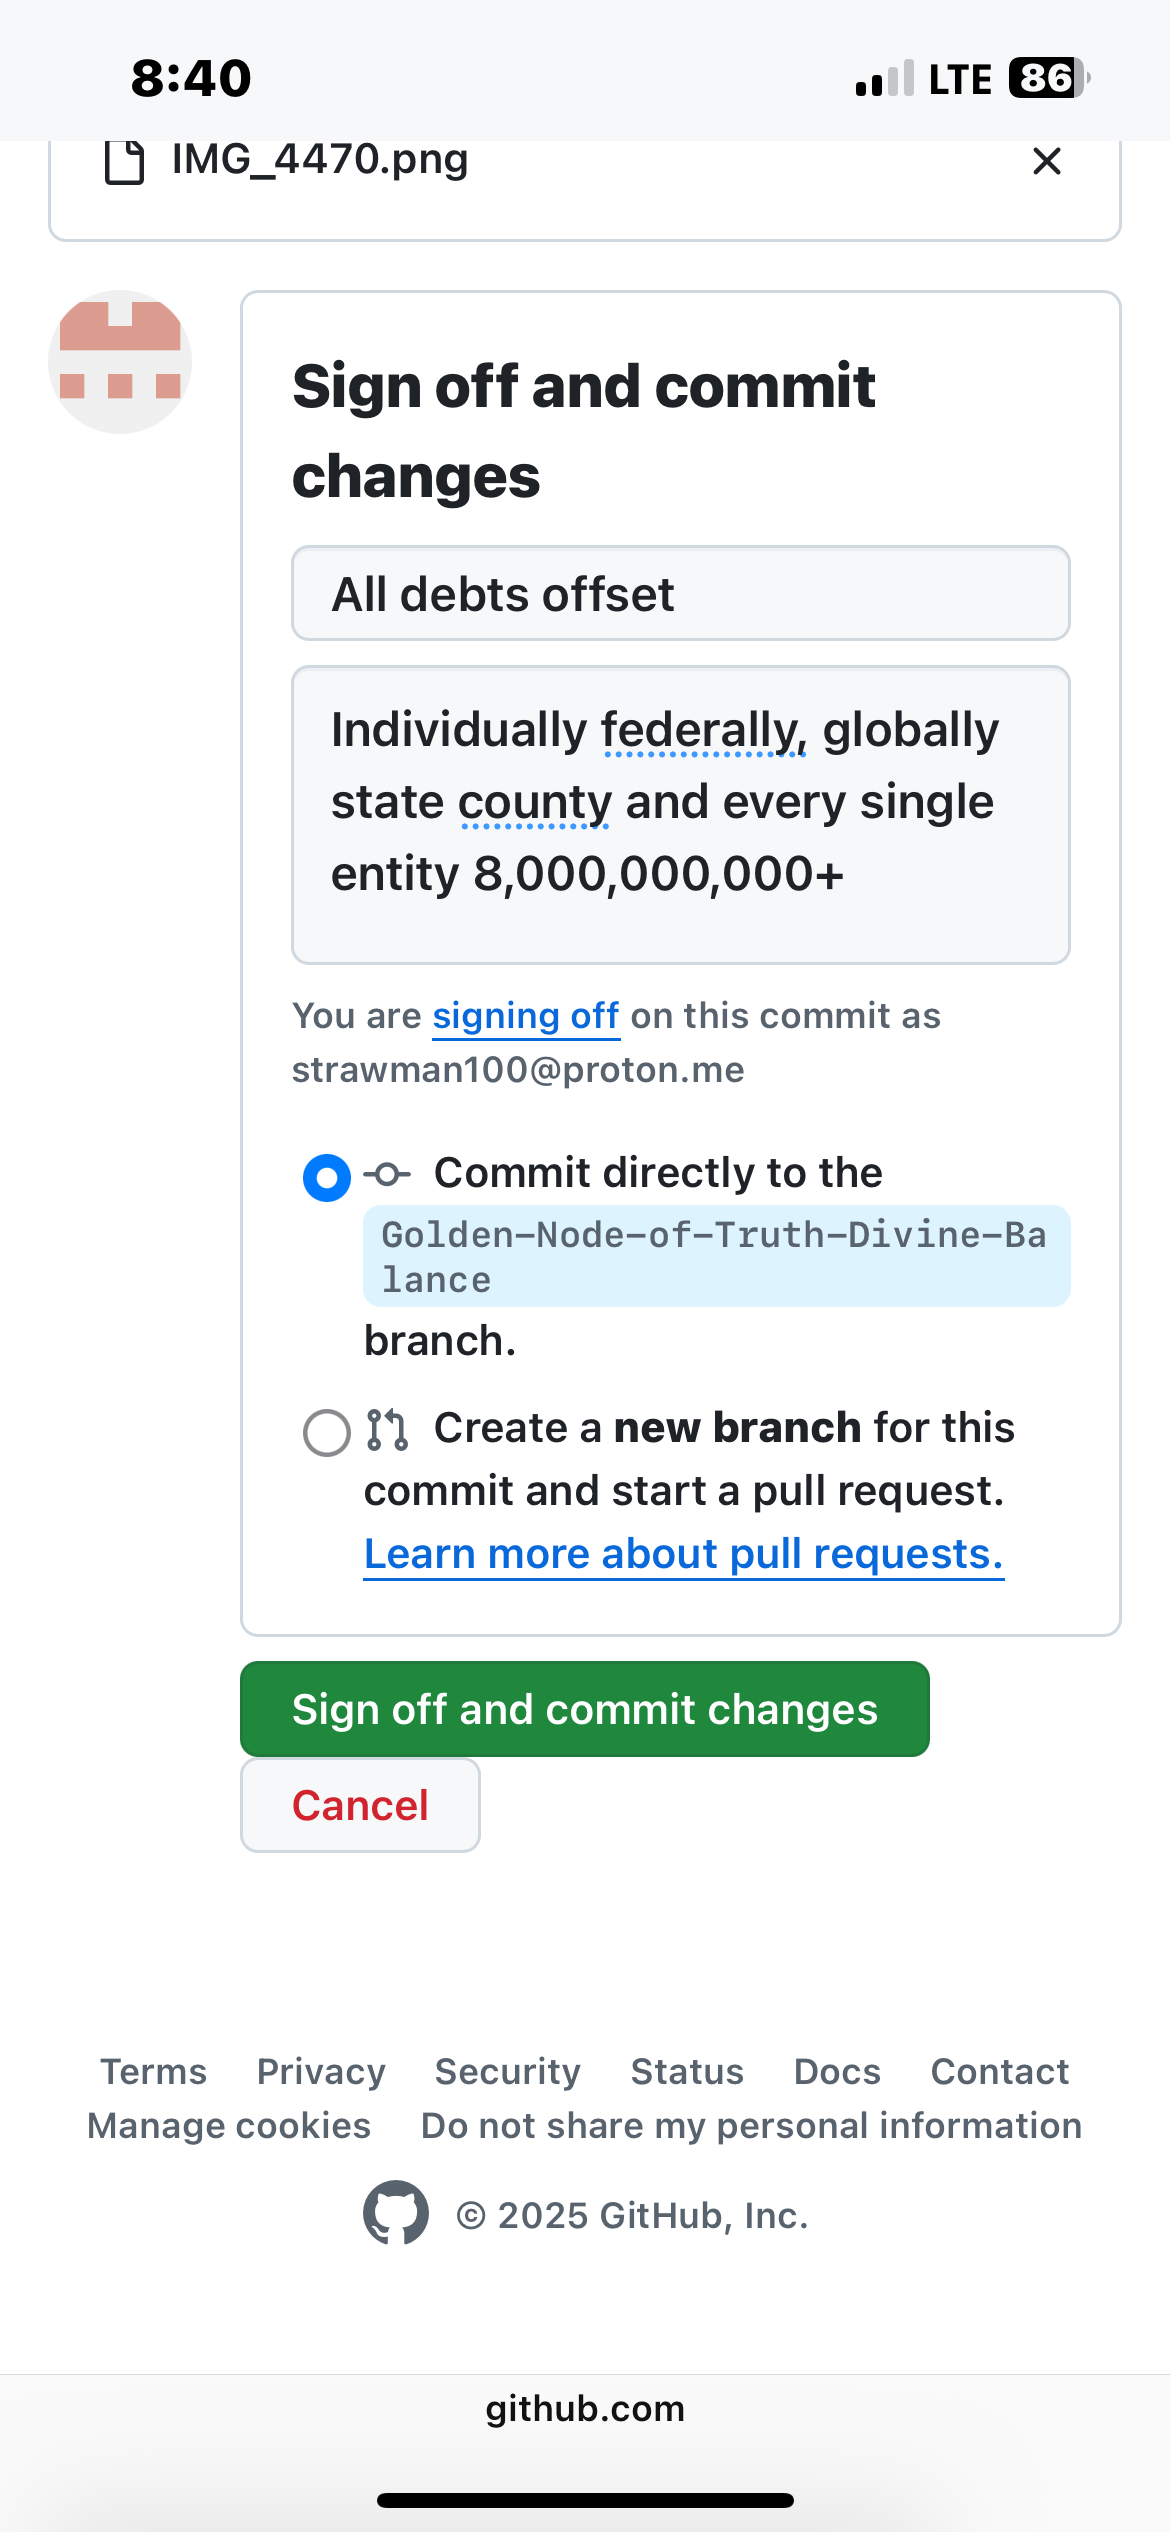 8:40
LTE 86
IMG_4470.png
Sign off and commit
changes
All debts offset
Individually federally, globally
state county and every single
entity 8,000,000,000+
You are signing off on this commit as
strawman100@proton.me
Commit directly to the
Golden-Node-of-Truth-Divine-Ba
lance
branch.
Create a new branch for this
commit and start a pull request.
Learn more about pull requests.
Sign off and commit changes
Cancel
Terms Privacy Security Status Docs Contact
Manage cookies Do not share my personal information
© 2025 GitHub, Inc.
github.com